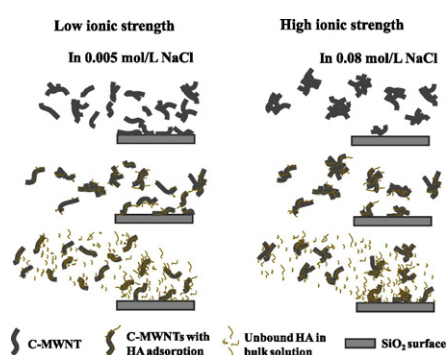 Low ionic strength
High ionic strength
In 0.005 mol/L NaCl
In 0.08 mol/L NaCl
C-MWNT
C-MWNTs with
HA adsorption
Unbound HA in
bulk solution
SiO₂ surface